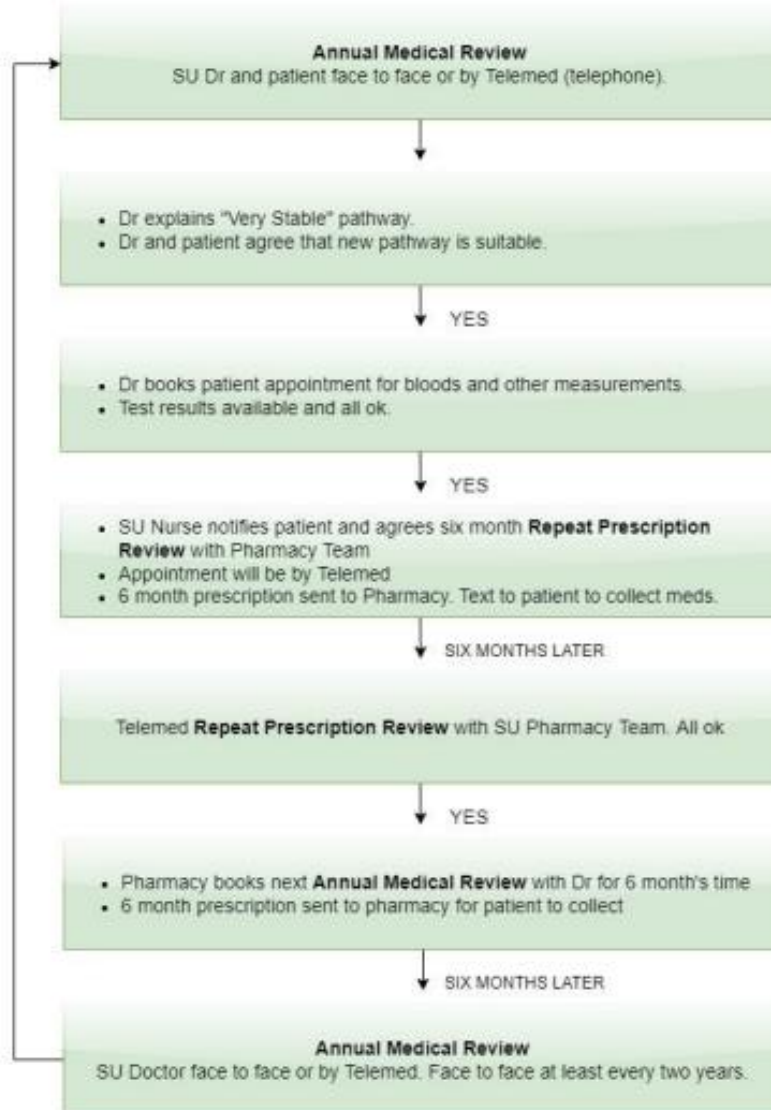 Annual Medical Review
SU Dr and patient face to face or by Telemed (telephone).
• Dr explains "Very Stable" pathway.
• Dr and patient agree that new pathway is suitable.
YES
• Dr books patient appointment for bloods and other measurements.
• Test results available and all ok.
YES
• SU Nurse notifies patient and agrees six month Repeat Prescription
Review with Pharmacy Team
• Appointment will be by Telemed
• 6 month prescription sent to Pharmacy. Text to patient to collect meds.
SIX MONTHS LATER
Telemed Repeat Prescription Review with SU Pharmacy Team. All ok
YES
• Pharmacy books next Annual Medical Review with Dr for 6 month's time
• 6 month prescription sent to pharmacy for patient to collect
SIX MONTHS LATER
Annual Medical Review
SU Doctor face to face or by Telemed. Face to face at least every two years.